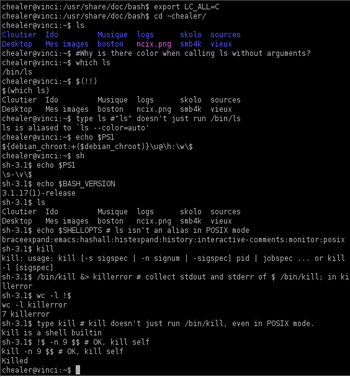 chealer@vinci:/usr/share/doc/bash$ export LC_ALL=C
chealer@vinci:/usr/share/doc/bash$ cd ~chealer/
chealer@vinci:~$ ls
Cloutier  Ido         Musique  logs      skolo  sources
Desktop   Mes images  boston   ncix.png  smb4k  vieux
chealer@vinci:~$ #Why is there color when calling ls without arguments?
chealer@vinci:~$ which ls
/bin/ls
chealer@vinci:~$ $(!!)
$(which ls)
Cloutier  Ido         Musique  logs      skolo  sources
Desktop   Mes images  boston   ncix.png  smb4k  vieux
chealer@vinci:~$ type ls #"ls" doesn't just run /bin/ls
ls is aliased to `ls --color=auto'
chealer@vinci:~$ echo $PS1
${debian_chroot:+($debian_chroot)}\u@\h:\w\$
chealer@vinci:~$ sh
sh-3.1$ echo $PS1
\s-\v\$
sh-3.1$ echo $BASH_VERSION
3.1.17(1)-release
sh-3.1$ ls
Cloutier  Ido         Musique  logs      skolo  sources
Desktop   Mes images  boston   ncix.png  smb4k  vieux
sh-3.1$ echo $SHELLOPTS # ls isn't an alias in POSIX mode
braceexpand:emacs:hashall:histexpand:history:interactive-comments:monitor:posix
sh-3.1$ kill
kill: usage: kill [-s sigspec | -n signum | -sigspec] pid | jobspec ... or kill
-l [sigspec]
sh-3.1$ /bin/kill &> killerror # collect stdout and stderr of $ /bin/kill; in ki
llerror
sh-3.1$ wc -l !$
wc -l killerror
7 killerror
sh-3.1$ type kill # kill doesn't just run /bin/kill, even in POSIX mode.
kill is a shell builtin
sh-3.1$ !$ -n 9 $$ # OK, kill self
kill -n 9 $$ # OK, kill self
Killed
chealer@vinci:~$